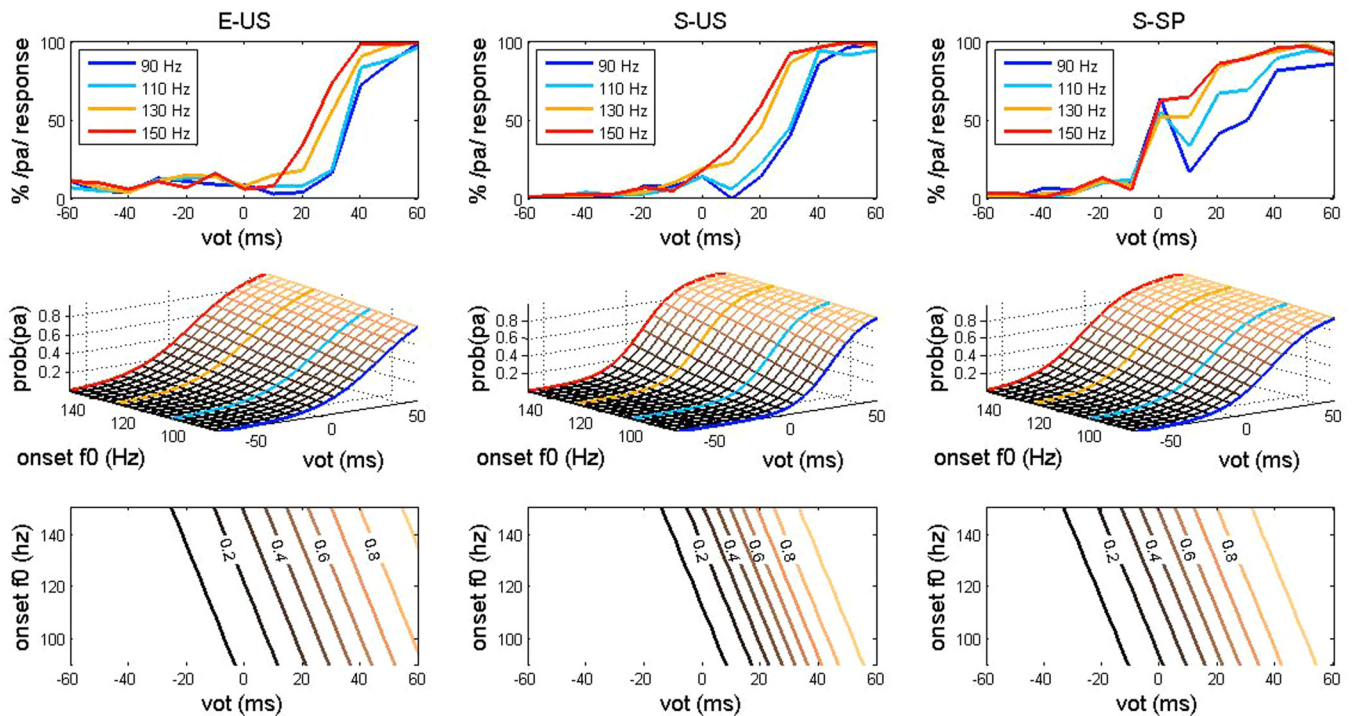 E-US
S-US
S-SP
% /pa/ response
100
50
0
90 Hz
110 Hz
130 Hz
150 Hz
-60 -40 -20 0 20 40 60
vot (ms)
% /pa/ response
100
50
0
90 Hz
110 Hz
130 Hz
150 Hz
-60 -40 -20 0 20 40 60
vot (ms)
% /pa/ response
100
50
0
90 Hz
110 Hz
130 Hz
150 Hz
-60 -40 -20 0 20 40 60
vot (ms)
prob(pa)
0.8
0.6
0.4
0.2
140
120
100
-50
0
50
onset f0 (Hz)
vot (ms)
prob(pa)
0.8
0.6
0.4
0.2
140
120
100
-50
0
50
onset f0 (Hz)
vot (ms)
prob(pa)
0.8
0.6
0.4
0.2
140
120
100
-50
0
50
onset f0 (Hz)
vot (ms)
onset f0 (hz)
140
120
100
0.2 0.4 0.6 0.8
-60 -40 -20 0 20 40 60
vot (ms)
onset f0 (hz)
140
120
100
0.2 0.4 0.6 0.8
-60 -40 -20 0 20 40 60
vot (ms)
onset f0 (hz)
140
120
100
0.2 0.4 0.6 0.8
-60 -40 -20 0 20 40 60
vot (ms)